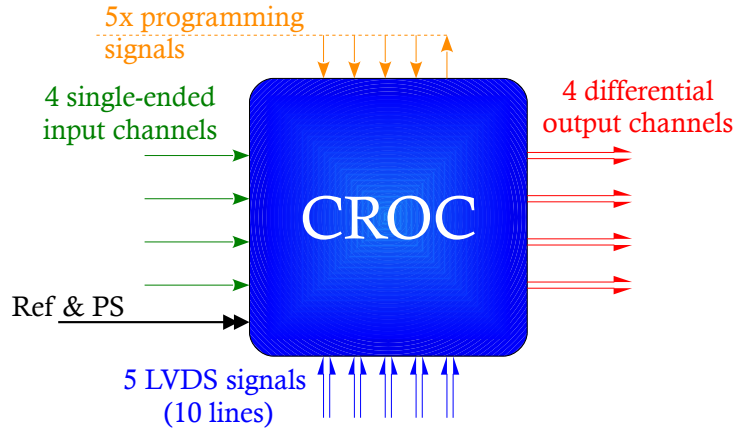 5x programming
signals
4 single-ended
input channels
4 differential
output channels
CROC
Ref & PS
5 LVDS signals
(10 lines)